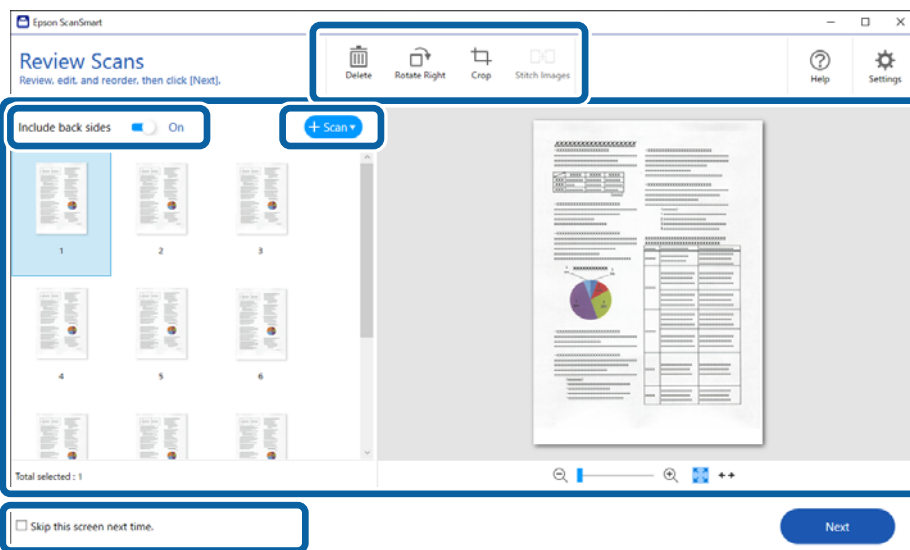 Epson ScanSmart
Review Scans
Review, edit, and reorder, then click [Next].
Delete
Rotate Right
Crop
Stitch Images
Help
Settings
Include back sides
On
+ Scan
1
2
3
4
5
6
Total selected : 1
Skip this screen next time.
Next